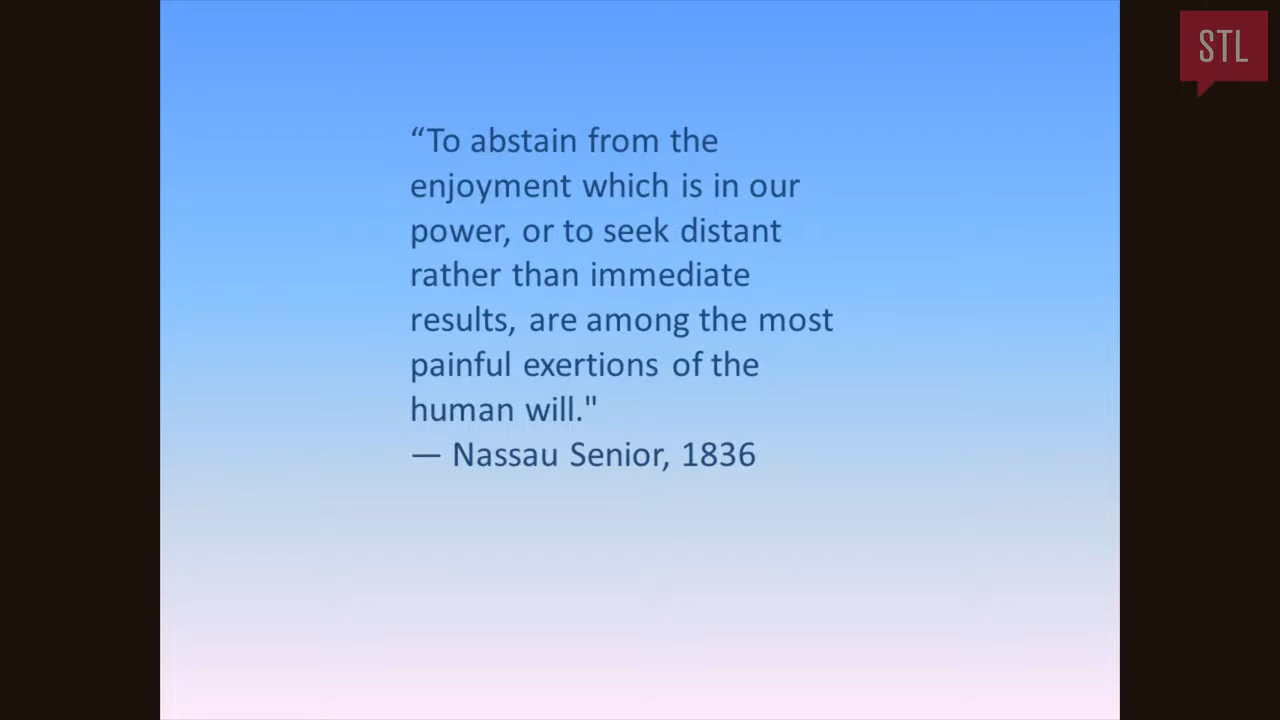 STL
“To abstain from the
enjoyment which is in our
power, or to seek distant
rather than immediate
results, are among the most
painful exertions of the
human will."
— Nassau Senior, 1836